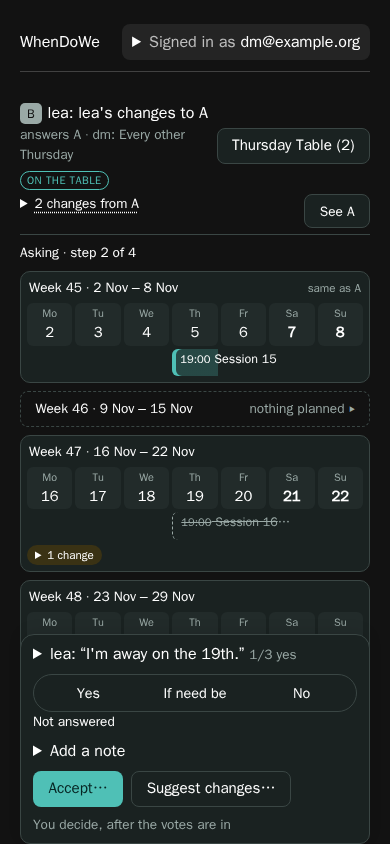 WhenDoWe
▶ Signed in as dm@example.org
B lea: lea's changes to A
answers A · dm: Every other
Thursday
Thursday Table (2)
ON THE TABLE
▶ 2 changes from A
See A
Asking · step 2 of 4
Week 45 · 2 Nov – 8 Nov same as A
Mo Tu We Th Fr Sa Su
2 3 4 5 6 7 8
19:00 Session 15
Week 46 · 9 Nov – 15 Nov nothing planned ▸
Week 47 · 16 Nov – 22 Nov
Mo Tu We Th Fr Sa Su
16 17 18 19 20 21 22
19:00 Session 16···
▶ 1 change
Week 48 · 23 Nov – 29 Nov
Mo Tu We Th Fr Sa Su
▶ lea: “I'm away on the 19th.” 1/3 yes
Yes If need be No
Not answered
▶ Add a note
Accept··· Suggest changes···
You decide, after the votes are in